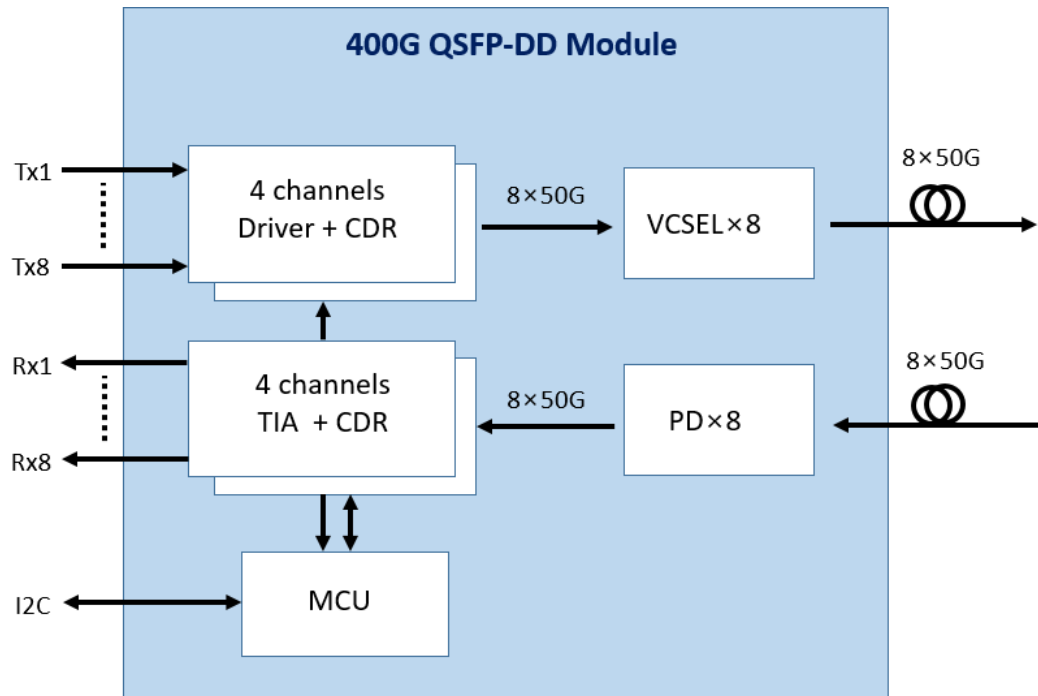 400G QSFP-DD Module
Tx1
Tx8
4 channels
Driver + CDR
8×50G
VCSEL×8
8×50G
Rx1
Rx8
4 channels
TIA + CDR
8×50G
PD×8
8×50G
I2C
MCU